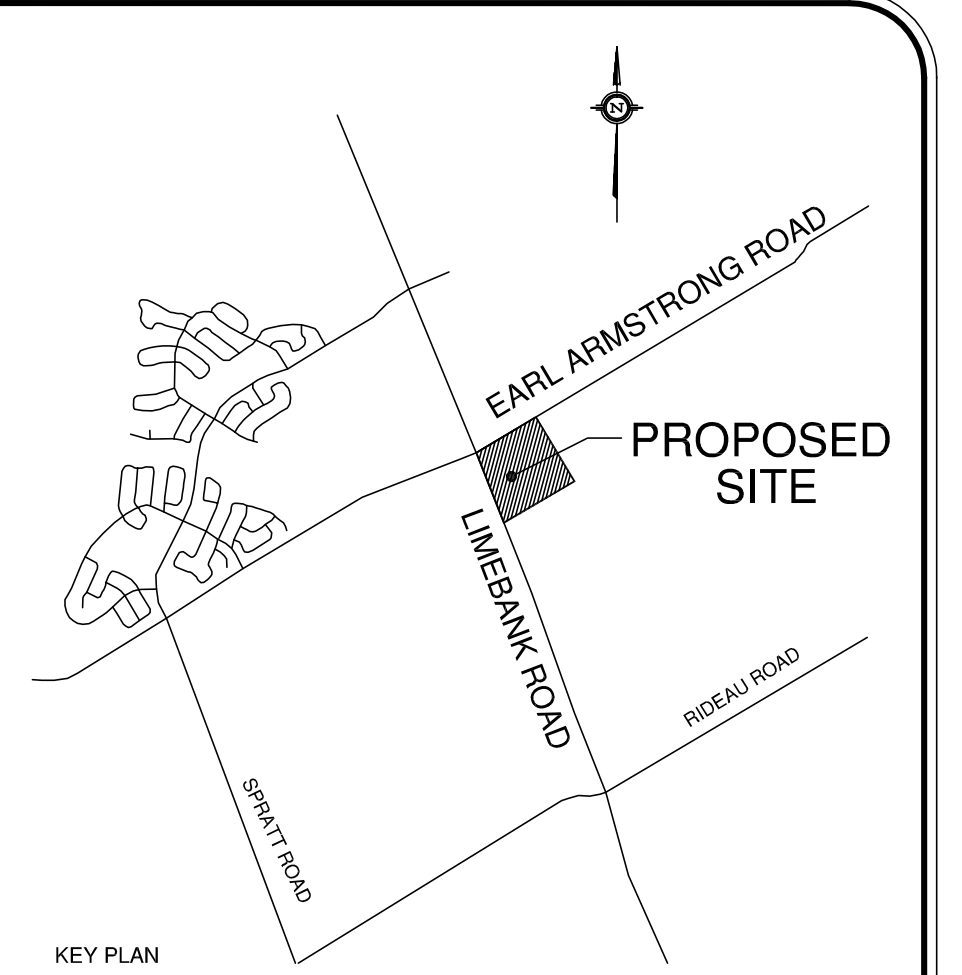 N
EARL ARMSTRONG ROAD
PROPOSED
SITE
LIMEBANK ROAD
RIDEAU ROAD
SPRATT ROAD
KEY PLAN